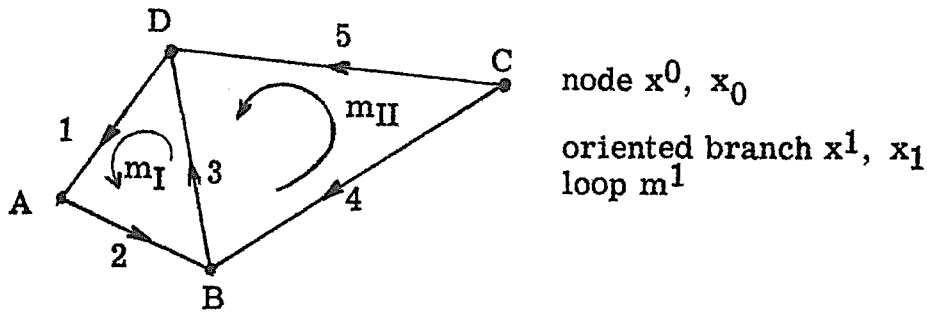 D
5
C
node x⁰, x₀
1
m_II
oriented branch x¹, x₁
m_I
3
loop m¹
A
4
2
B